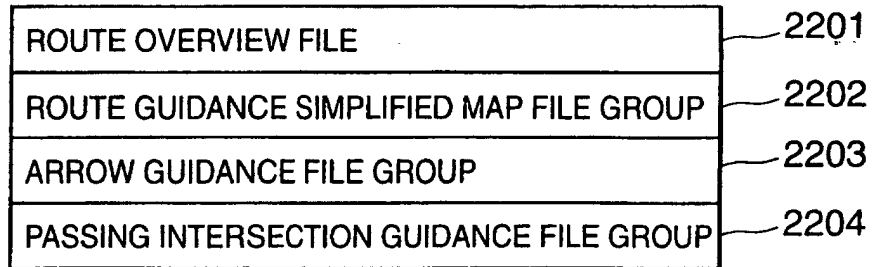 ROUTE OVERVIEW FILE 2201
ROUTE GUIDANCE SIMPLIFIED MAP FILE GROUP 2202
ARROW GUIDANCE FILE GROUP 2203
PASSING INTERSECTION GUIDANCE FILE GROUP 2204